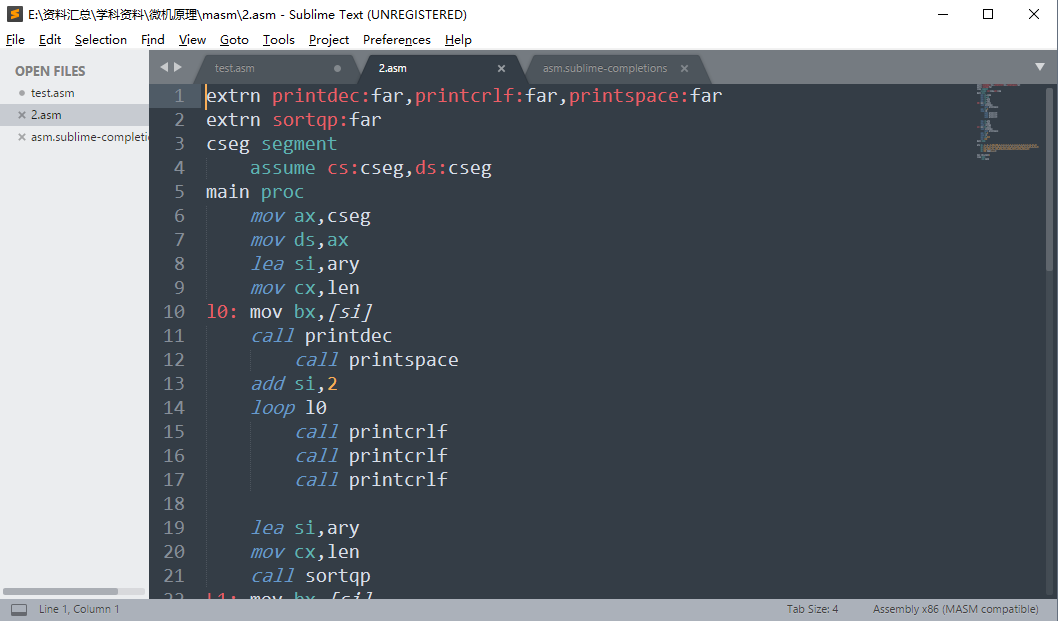 E:\资料汇总\学科资料\微机原理\masm\2.asm - Sublime Text (UNREGISTERED)
File Edit Selection Find View Goto Tools Project Preferences Help
OPEN FILES
test.asm
2.asm
asm.sublime-completi
test.asm 2.asm asm.sublime-completions
1 extrn printdec:far,printcrlf:far,printspace:far
2 extrn sortqp:far
3 cseg segment
4 assume cs:cseg,ds:cseg
5 main proc
6 mov ax,cseg
7 mov ds,ax
8 lea si,ary
9 mov cx,len
10 l0: mov bx,[si]
11 call printdec
12 call printspace
13 add si,2
14 loop l0
15 call printcrlf
16 call printcrlf
17 call printcrlf
18
19 lea si,ary
20 mov cx,len
21 call sortqp
22 L1: mov bx,[si]
Line 1, Column 1 Tab Size: 4 Assembly x86 (MASM compatible)